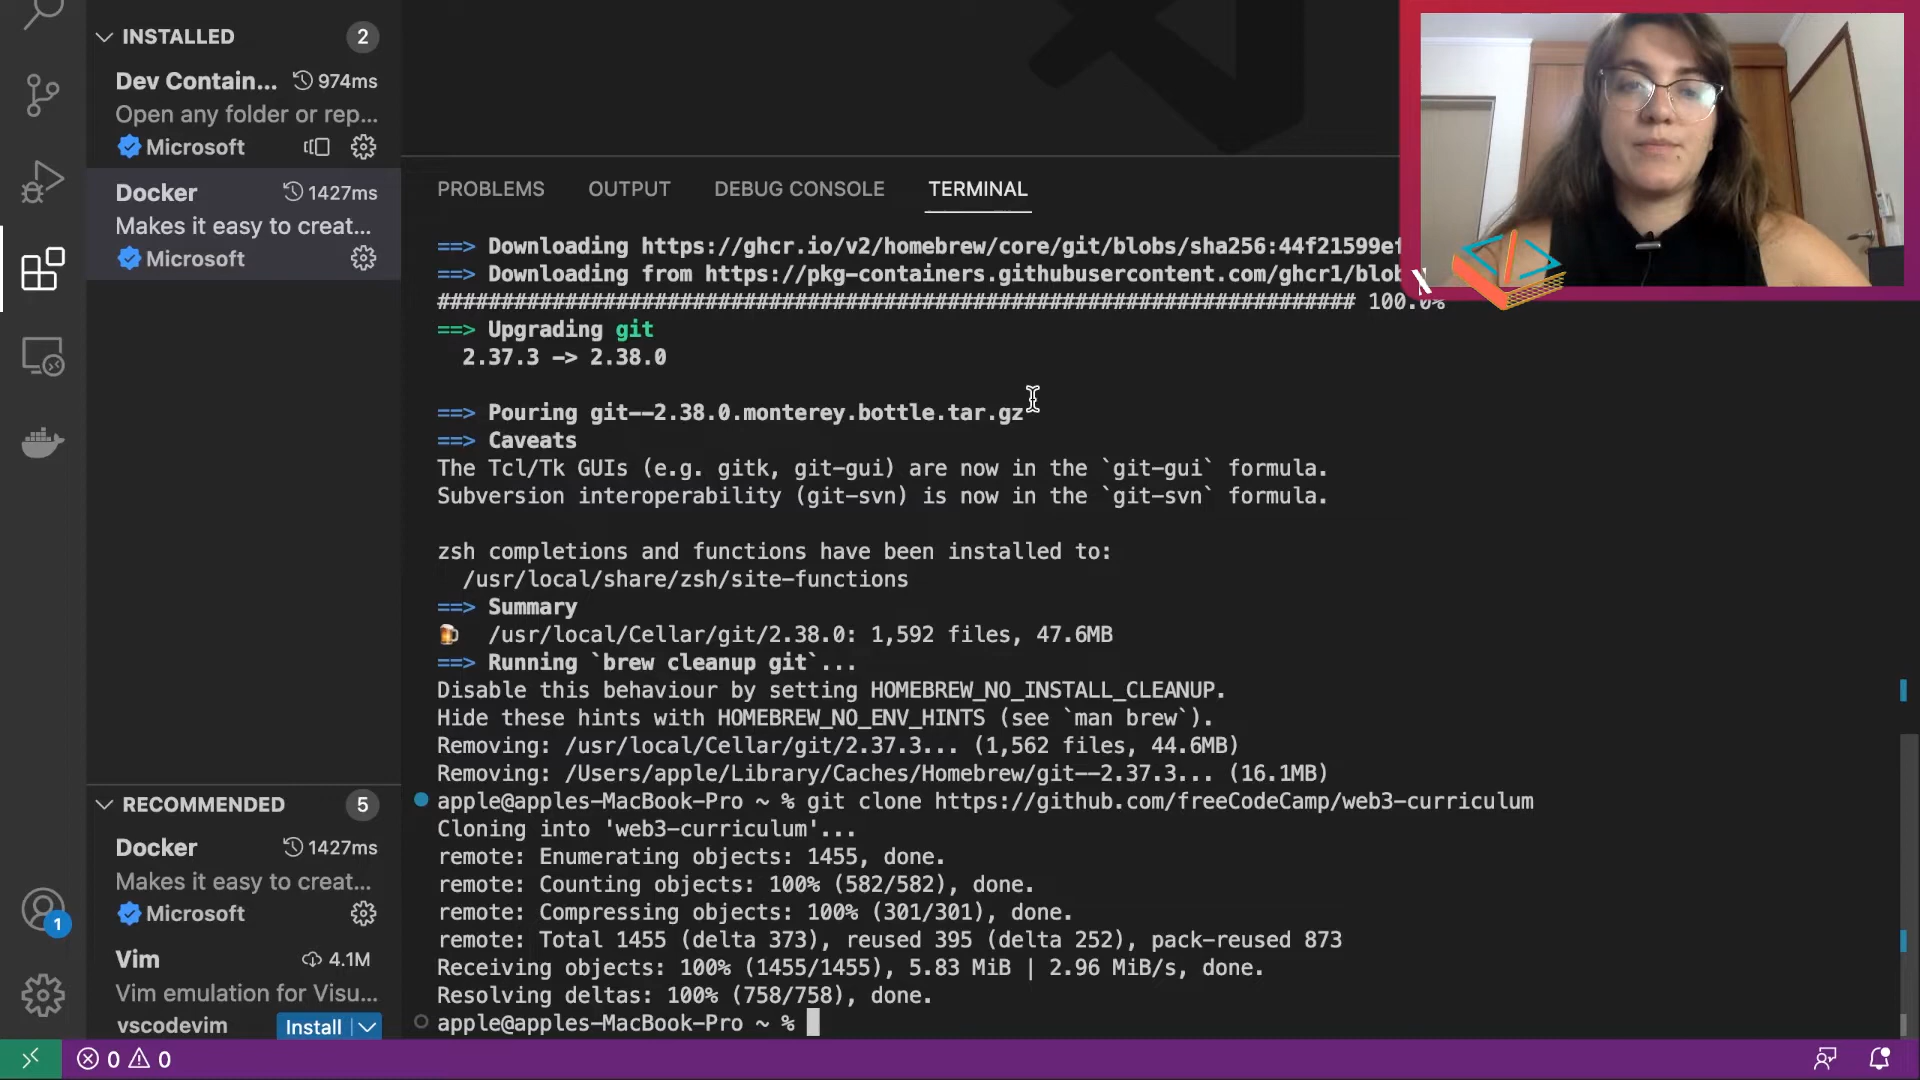 INSTALLED 2
Dev Contain... 974ms
Open any folder or rep...
Microsoft
Docker 1427ms
Makes it easy to creat...
Microsoft
RECOMMENDED 5
Docker 1427ms
Makes it easy to creat...
Microsoft
Vim 4.1M
Vim emulation for Visu...
vscodevim Install
1
PROBLEMS OUTPUT DEBUG CONSOLE TERMINAL
==> Downloading https://ghcr.io/v2/homebrew/core/git/blobs/sha256:44f21599ef
==> Downloading from https://pkg-containers.githubusercontent.com/ghcr1/blob
######################################################################## 100.0%
==> Upgrading git
2.37.3 -> 2.38.0
==> Pouring git--2.38.0.monterey.bottle.tar.gz
==> Caveats
The Tcl/Tk GUIs (e.g. gitk, git-gui) are now in the `git-gui` formula.
Subversion interoperability (git-svn) is now in the `git-svn` formula.
zsh completions and functions have been installed to:
/usr/local/share/zsh/site-functions
==> Summary
🍺 /usr/local/Cellar/git/2.38.0: 1,592 files, 47.6MB
==> Running `brew cleanup git`...
Disable this behaviour by setting HOMEBREW_NO_INSTALL_CLEANUP.
Hide these hints with HOMEBREW_NO_ENV_HINTS (see `man brew`).
Removing: /usr/local/Cellar/git/2.37.3... (1,562 files, 44.6MB)
Removing: /Users/apple/Library/Caches/Homebrew/git--2.37.3... (16.1MB)
apple@apples-MacBook-Pro ~ % git clone https://github.com/freeCodeCamp/web3-curriculum
Cloning into 'web3-curriculum'...
remote: Enumerating objects: 1455, done.
remote: Counting objects: 100% (582/582), done.
remote: Compressing objects: 100% (301/301), done.
remote: Total 1455 (delta 373), reused 395 (delta 252), pack-reused 873
Receiving objects: 100% (1455/1455), 5.83 MiB | 2.96 MiB/s, done.
Resolving deltas: 100% (758/758), done.
apple@apples-MacBook-Pro ~ %
0 0